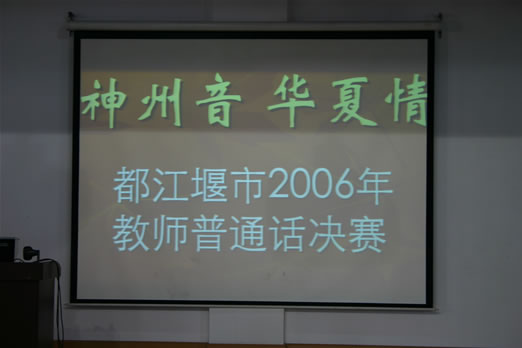 神州音 华夏情
都江堰市2006年
教师普通话决赛